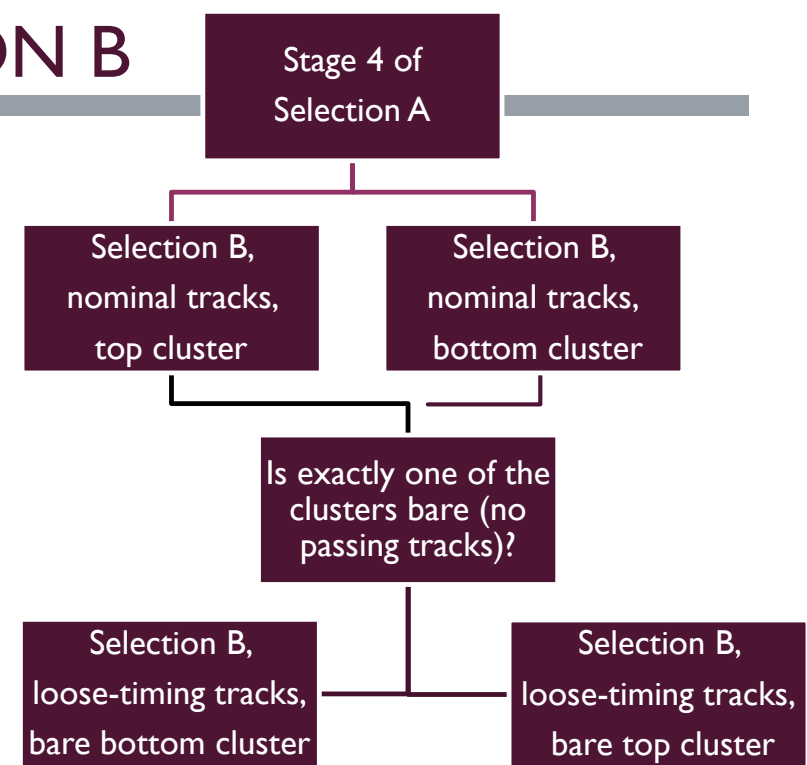 ON B
Stage 4 of
Selection A
Selection B,
nominal tracks,
top cluster
Selection B,
nominal tracks,
bottom cluster
Is exactly one of the
clusters bare (no
passing tracks)?
Selection B,
loose-timing tracks,
bare bottom cluster
Selection B,
loose-timing tracks,
bare top cluster